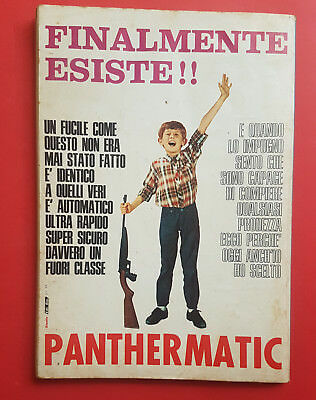 FINALMENTE
ESISTE!!
UN FUCILE COME
QUESTO NON ERA
MAI STATO FATTO
E' IDENTICO
A QUELLI VERI
E' AUTOMATICO
ULTRA RAPIDO
SUPER SICURO
DAVVERO UN
FUORI CLASSE
E QUANDO
LO IMPUGNO
SENTO CHE
SONO CAPACE
DI COMPIERE
QUALSIASI
PRODEZZA
ECCO PERCHE'
OGGI ANCH'IO
HO SCELTO
PANTHERMATIC